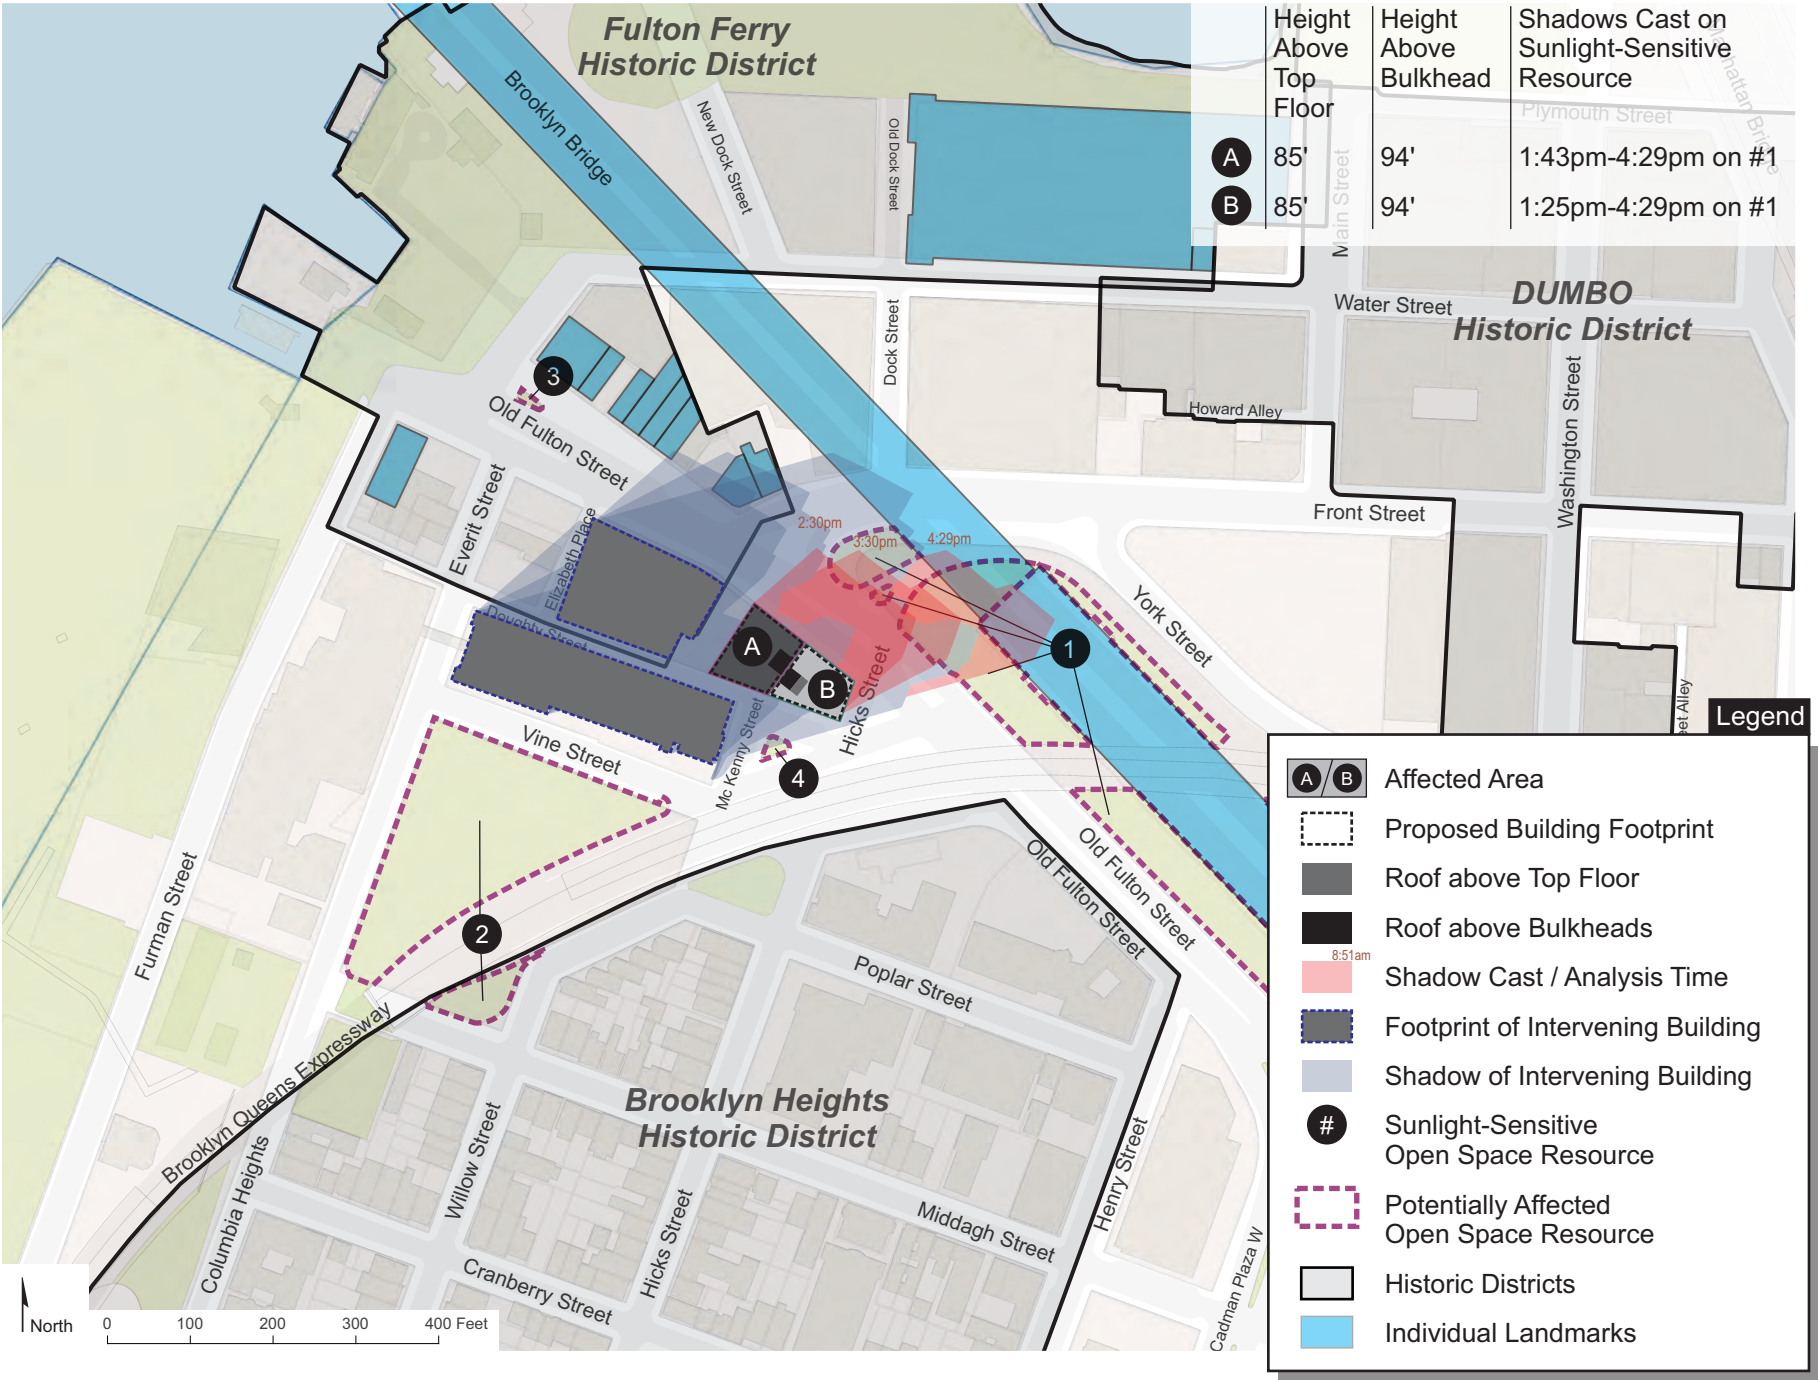 Fulton Ferry
Historic District
Height
Above
Top
Floor
Height
Above
Bulkhead
Shadows Cast on
Sunlight-Sensitive
Resource
A
85'
94'
1:43pm-4:29pm on #1
B
85'
94'
1:25pm-4:29pm on #1
Manhattan Bridge
Plymouth Street
Main Street
Brooklyn Bridge
New Dock Street
Old Dock Street
DUMBO
Historic District
Water Street
Dock Street
Washington Street
Howard Alley
3
Old Fulton Street
Everit Street
Elizabeth Place
Front Street
2:30pm
3:30pm
4:29pm
York Street
Doughty Street
A
B
1
Hicks Street
Mc Kenny Street
Vine Street
4
Old Fulton Street
Old Fulton Street
Furman Street
2
Poplar Street
Brooklyn Queens Expressway
Brooklyn Heights
Historic District
Columbia Heights
Willow Street
Hicks Street
Henry Street
Middagh Street
Cranberry Street
Cadman Plaza W
North
0 100 200 300 400 Feet
eet Alley
Legend
A / B Affected Area
Proposed Building Footprint
Roof above Top Floor
Roof above Bulkheads
8:51am
Shadow Cast / Analysis Time
Footprint of Intervening Building
Shadow of Intervening Building
# Sunlight-Sensitive
Open Space Resource
Potentially Affected
Open Space Resource
Historic Districts
Individual Landmarks